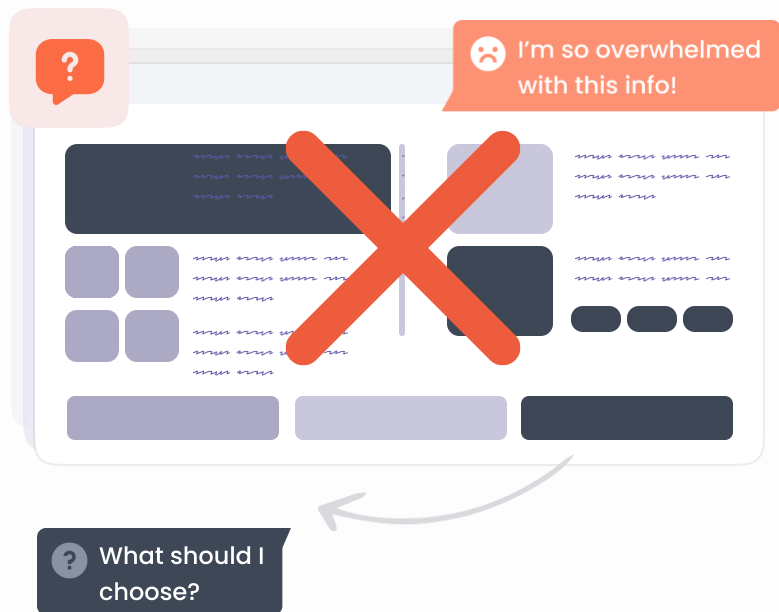 ?
I’m so overwhelmed
with this info!
?
What should I
choose?